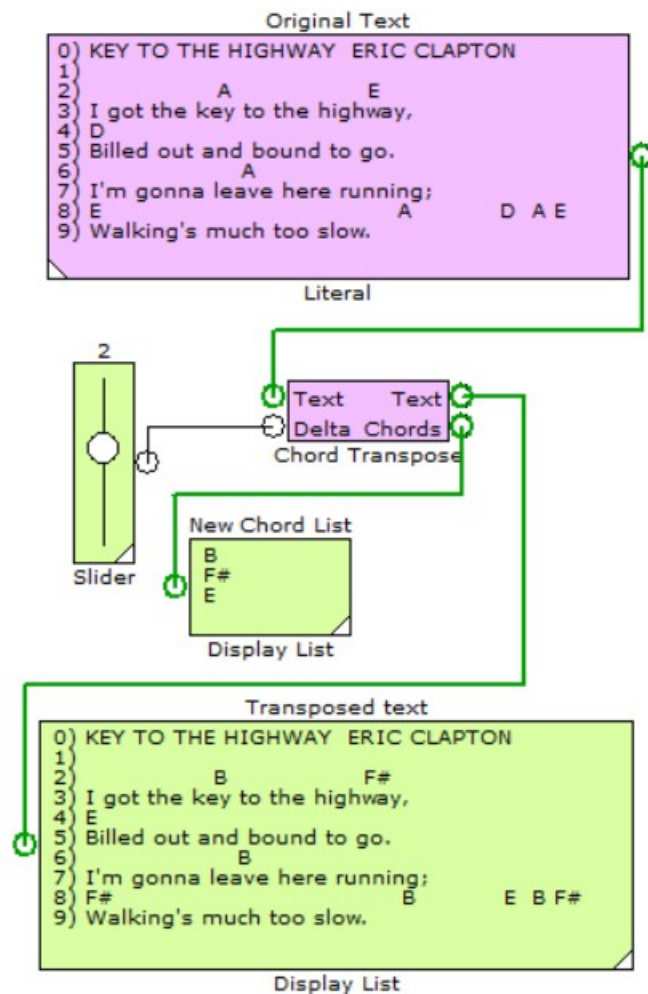 Original Text
0) KEY TO THE HIGHWAY  ERIC CLAPTON
1)
2)                 A                 E
3) I got the key to the highway,
4) D
5) Billed out and bound to go.
6)                    A
7) I'm gonna leave here running;
8) E                                     A           D  A E
9) Walking's much too slow.
Literal
2
Slider
Text Text
Delta Chords
Chord Transpose
New Chord List
B
F#
E
Display List
Transposed text
0) KEY TO THE HIGHWAY  ERIC CLAPTON
1)
2)                 B                 F#
3) I got the key to the highway,
4) E
5) Billed out and bound to go.
6)                    B
7) I'm gonna leave here running;
8) F#                                    B           E  B F#
9) Walking's much too slow.
Display List